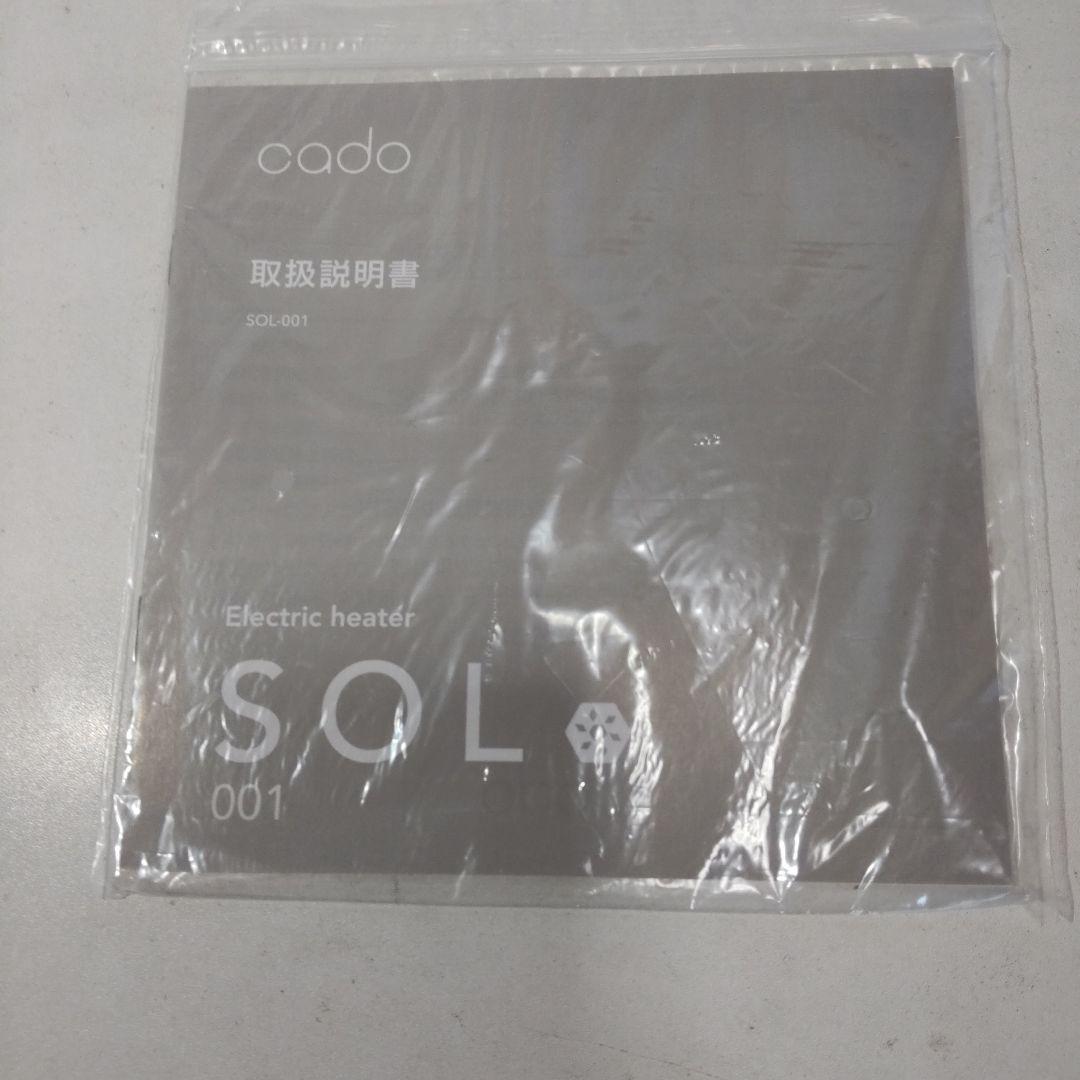 cado
取扱説明書
SOL-001
Electric heater
SOL
001